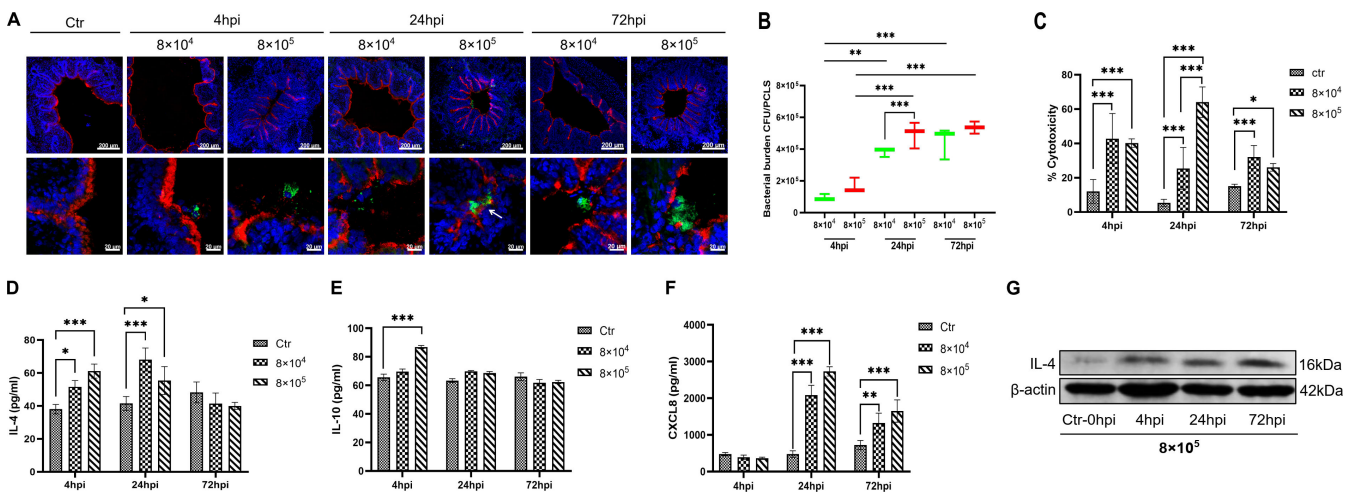 A
Ctr
4hpi
24hpi
72hpi
8×10⁴
8×10⁵
8×10⁴
8×10⁵
8×10⁴
8×10⁵
200 μm
200 μm
200 μm
200 μm
200 μm
200 μm
200 μm
20 μm
20 μm
20 μm
20 μm
20 μm
20 μm
20 μm
B
Bacterial burden CFU/PCLS
8×10⁵
6×10⁵
4×10⁵
2×10⁵
0
***
**
***
***
***
8×10⁴
8×10⁵
8×10⁴
8×10⁵
8×10⁴
8×10⁵
4hpi
24hpi
72hpi
C
% Cytotoxicity
80
60
40
20
0
***
***
***
***
***
*
***
4hpi
24hpi
72hpi
ctr
8×10⁴
8×10⁵
D
IL-4 (pg/ml)
80
60
40
20
0
***
*
*
***
4hpi
24hpi
72hpi
Ctr
8×10⁴
8×10⁵
E
IL-10 (pg/ml)
100
80
60
40
20
0
***
4hpi
24hpi
72hpi
Ctr
8×10⁴
8×10⁵
F
CXCL8 (pg/ml)
4000
3000
2000
1000
0
***
***
***
**
4hpi
24hpi
72hpi
Ctr
8×10⁴
8×10⁵
G
IL-4
16kDa
β-actin
42kDa
Ctr-0hpi
4hpi
24hpi
72hpi
8×10⁵